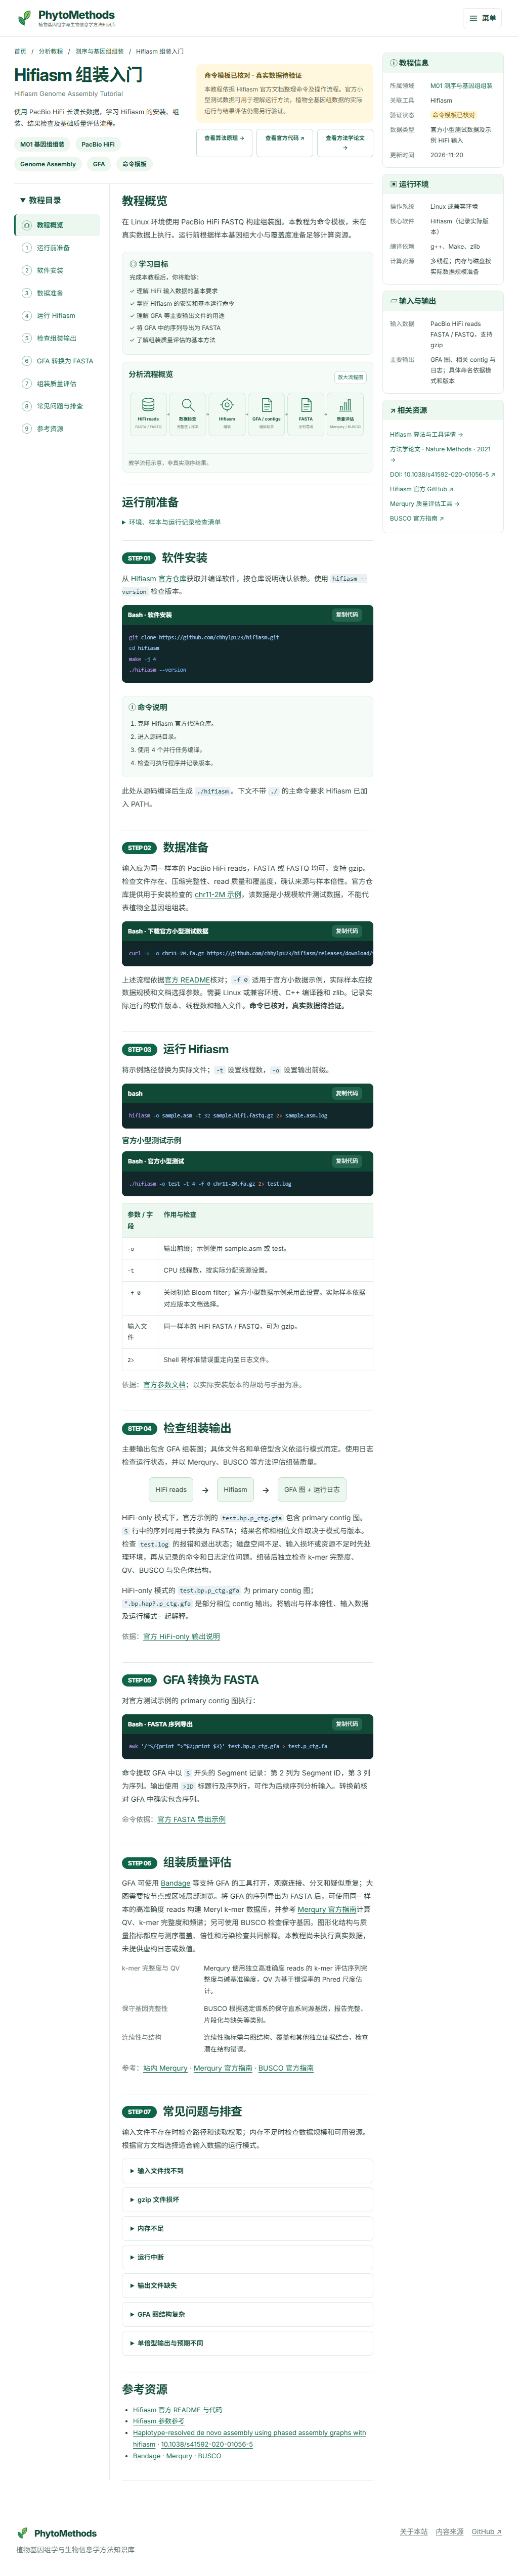 PhytoMethods
植物基因组学与生物信息学方法知识库
菜单
首页 / 分析教程 / 测序与基因组组装 / Hifiasm 组装入门
Hifiasm 组装入门
Hifiasm Genome Assembly Tutorial
使用 PacBio HiFi 长读长数据，学习 Hifiasm 的安装、组
装、结果检查及基础质量评估流程。
M01 基因组组装
PacBio HiFi
Genome Assembly
GFA
命令模板
命令模板已核对 · 真实数据待验证
本教程依据 Hifiasm 官方文档整理命令及操作流程。官方小
型测试数据可用于理解运行方法，植物全基因组数据的实际
运行与结果评估仍需另行验证。
查看算法原理 →
查看官方代码 ↗
查看方法学论文
→
▼ 教程目录
教程概览
1 运行前准备
2 软件安装
3 数据准备
4 运行 Hifiasm
5 检查组装输出
6 GFA 转换为 FASTA
7 组装质量评估
8 常见问题与排查
9 参考资源
教程概览
在 Linux 环境使用 PacBio HiFi FASTQ 构建组装图。本教程为命令模板，未在
真实数据上执行。运行前根据样本基因组大小与覆盖度准备足够计算资源。
◎ 学习目标
完成本教程后，你将能够：
✓ 理解 HiFi 输入数据的基本要求
✓ 掌握 Hifiasm 的安装和基本运行命令
✓ 理解 GFA 等主要输出文件的用途
✓ 将 GFA 中的序列导出为 FASTA
✓ 了解组装质量评估的基本方法
分析流程概览
放大流程图
HiFi reads
FASTA / FASTQ
数据检查
Hifiasm
组装
GFA / contigs
FASTA
质量评估
Merqury / BUSCO
教学流程示意，非真实测序结果。
运行前准备
▶ 环境、样本与运行记录检查清单
STEP 01 软件安装
从 Hifiasm 官方仓库获取并编译软件，按仓库说明确认依赖。使用 hifiasm --
version 检查版本。
Bash · 软件安装
复制代码
git clone https://github.com/chhylp123/hifiasm.git
cd hifiasm
make -j 4
./hifiasm --version
ⓘ 命令说明
1. 克隆 Hifiasm 官方代码仓库。
2. 进入源码目录。
3. 使用 4 个并行任务编译。
4. 检查可执行程序并记录版本。
此处从源码编译后生成 ./hifiasm 。下文不带 ./ 的主命令要求 Hifiasm 已加
入 PATH。
STEP 02 数据准备
输入应为同一样本的 PacBio HiFi reads，FASTA 或 FASTQ 均可，支持 gzip。
检查文件存在、压缩完整性、read 质量和覆盖度，确认来源与样本倍性。官方仓
库提供用于安装检查的 chr11-2M 示例，该数据是小规模软件测试数据，不能代
表植物全基因组组装。
Bash · 下载官方小型测试数据
复制代码
curl -L -o chr11-2M.fa.gz https://github.com/chhylp123/hifiasm/releases/download/
上述流程依据官方 README核对；-f 0 适用于官方小数据示例，实际样本应按
数据规模和文档选择参数。需要 Linux 或兼容环境、C++ 编译器和 zlib。记录实
际运行的软件版本、线程数和输入文件。命令已核对，真实数据待验证。
STEP 03 运行 Hifiasm
将示例路径替换为实际文件；-t 设置线程数，-o 设置输出前缀。
bash
复制代码
hifiasm -o sample.asm -t 32 sample.hifi.fastq.gz 2> sample.asm.log
官方小型测试示例
Bash · 官方小型测试
复制代码
./hifiasm -o test -t 4 -f 0 chr11-2M.fa.gz 2> test.log
参数 / 字段 作用与检查
-o 输出前缀；示例使用 sample.asm 或 test。
-t CPU 线程数，按实际分配资源设置。
-f 0 关闭初始 Bloom filter；官方小型数据示例采用此设置，实际样本依据
对应版本文档选择。
输入文件 同一样本的 HiFi FASTA / FASTQ，可为 gzip。
2> Shell 将标准错误重定向至日志文件。
依据：官方参数文档；以实际安装版本的帮助与手册为准。
STEP 04 检查组装输出
主要输出包含 GFA 组装图；具体文件名和单倍型含义依运行模式而定。使用日志
检查运行状态，并以 Merqury、BUSCO 等方法评估组装质量。
HiFi reads → Hifiasm → GFA 图 + 运行日志
HiFi-only 模式下，官方示例的 test.bp.p_ctg.gfa 包含 primary contig 图。
S 行中的序列可用于转换为 FASTA；结果名称和相位文件取决于模式与版本。
检查 test.log 的报错和退出状态；磁盘空间不足、输入损坏或资源不足时先处
理环境，再从记录的命令和日志定位问题。组装后独立检查 k-mer 完整度、
QV、BUSCO 与染色体结构。
HiFi-only 模式的 test.bp.p_ctg.gfa 为 primary contig 图；
*.bp.hap?.p_ctg.gfa 是部分相位 contig 输出。将输出与样本倍性、输入数据
及运行模式一起解释。
依据：官方 HiFi-only 输出说明
STEP 05 GFA 转换为 FASTA
对官方测试示例的 primary contig 图执行：
Bash · FASTA 序列导出
复制代码
awk '/^S/{print ">"$2;print $3}' test.bp.p_ctg.gfa > test.p_ctg.fa
命令提取 GFA 中以 S 开头的 Segment 记录：第 2 列为 Segment ID，第 3 列
为序列。输出使用 >ID 标题行及序列行，可作为后续序列分析输入。转换前核
对 GFA 中确实包含序列。
命令依据：官方 FASTA 导出示例
STEP 06 组装质量评估
GFA 可使用 Bandage 等支持 GFA 的工具打开，观察连接、分叉和疑似重复；大
图需要按节点或区域局部浏览。将 GFA 的序列导出为 FASTA 后，可使用同一样
本的高准确度 reads 构建 Meryl k-mer 数据库，并参考 Merqury 官方指南计算
QV、k-mer 完整度和频谱；另可使用 BUSCO 检查保守基因。图形化结构与质
量指标都应与测序覆盖、倍性和污染检查共同解释。本教程尚未执行真实数据，
未提供虚构日志或数值。
k-mer 完整度与 QV Merqury 使用独立高准确度 reads 的 k-mer 评估序列完
整度与碱基准确度，QV 为基于错误率的 Phred 尺度估
计。
保守基因完整性 BUSCO 根据选定谱系的保守直系同源基因，报告完整、
片段化与缺失等类别。
连续性与结构 连续性指标需与图结构、覆盖和其他独立证据结合，检查
潜在结构错误。
参考：站内 Merqury · Merqury 官方指南 · BUSCO 官方指南
STEP 07 常见问题与排查
输入文件不存在时检查路径和读取权限；内存不足时检查数据规模和可用资源。
根据官方文档选择适合输入数据的运行模式。
▶ 输入文件找不到
▶ gzip 文件损坏
▶ 内存不足
▶ 运行中断
▶ 输出文件缺失
▶ GFA 图结构复杂
▶ 单倍型输出与预期不同
参考资源
Hifiasm 官方 README 与代码
Hifiasm 参数参考
Haplotype-resolved de novo assembly using phased assembly graphs with
hifiasm · 10.1038/s41592-020-01056-5
Bandage · Merqury · BUSCO
ⓘ 教程信息
所属领域 M01 测序与基因组组装
关联工具 Hifiasm
验证状态 命令模板已核对
数据类型 官方小型测试数据及示
例 HiFi 输入
更新时间 2026-11-20
运行环境
操作系统 Linux 或兼容环境
核心软件 Hifiasm（记录实际版
本）
编译依赖 g++、Make、zlib
计算资源 多线程；内存与磁盘按
实际数据规模准备
输入与输出
输入数据 PacBio HiFi reads
FASTA / FASTQ，支持
gzip
主要输出 GFA 图、相关 contig 与
日志；具体命名依据模
式和版本
↗ 相关资源
Hifiasm 算法与工具详情 →
方法学论文 · Nature Methods · 2021
→
DOI: 10.1038/s41592-020-01056-5 ↗
Hifiasm 官方 GitHub ↗
Merqury 质量评估工具 →
BUSCO 官方指南 ↗
PhytoMethods
植物基因组学与生物信息学方法知识库
关于本站 内容来源 GitHub ↗